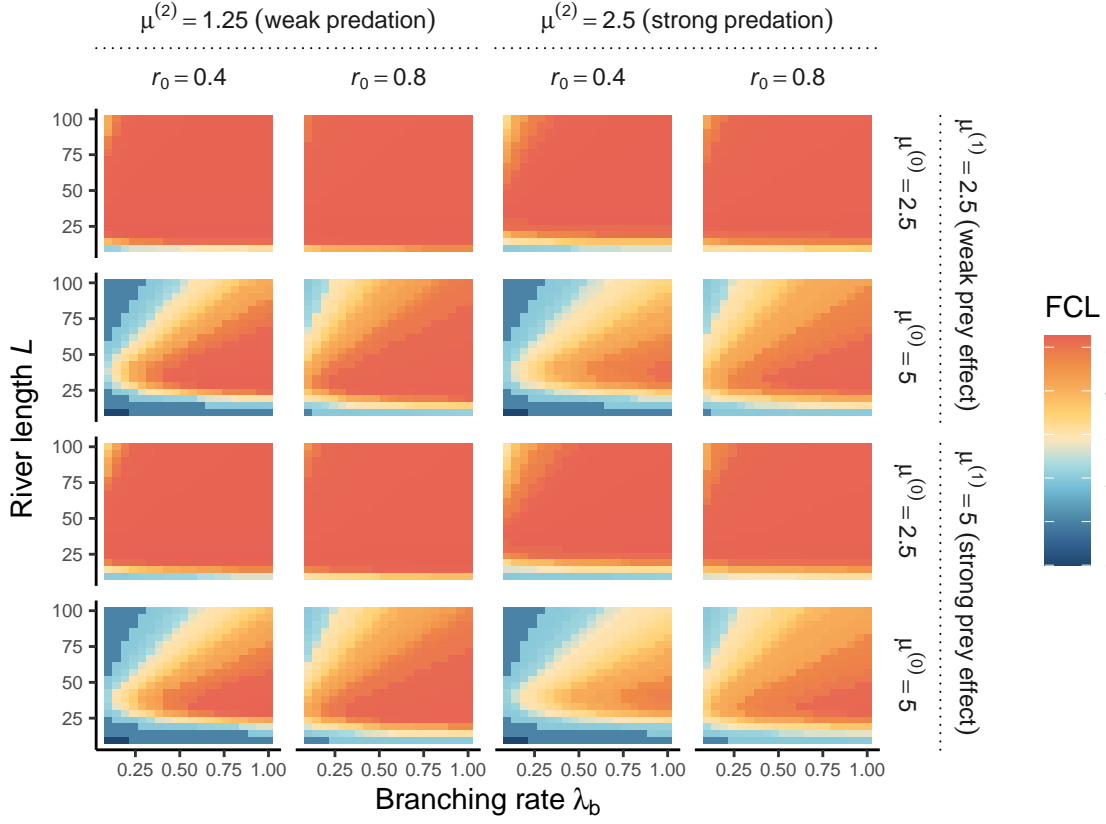 μ(2) = 1.25 (weak predation)
μ(2) = 2.5 (strong predation)
r0 = 0.4
r0 = 0.8
r0 = 0.4
r0 = 0.8
River length L
100
75
50
25
μ(0) = 2.5
100
75
50
25
μ(0) = 5
μ(1) = 2.5 (weak prey effect)
100
75
50
25
μ(0) = 2.5
100
75
50
25
μ(0) = 5
μ(1) = 5 (strong prey effect)
0.25 0.50 0.75 1.00
0.25 0.50 0.75 1.00
0.25 0.50 0.75 1.00
0.25 0.50 0.75 1.00
Branching rate λb
FCL